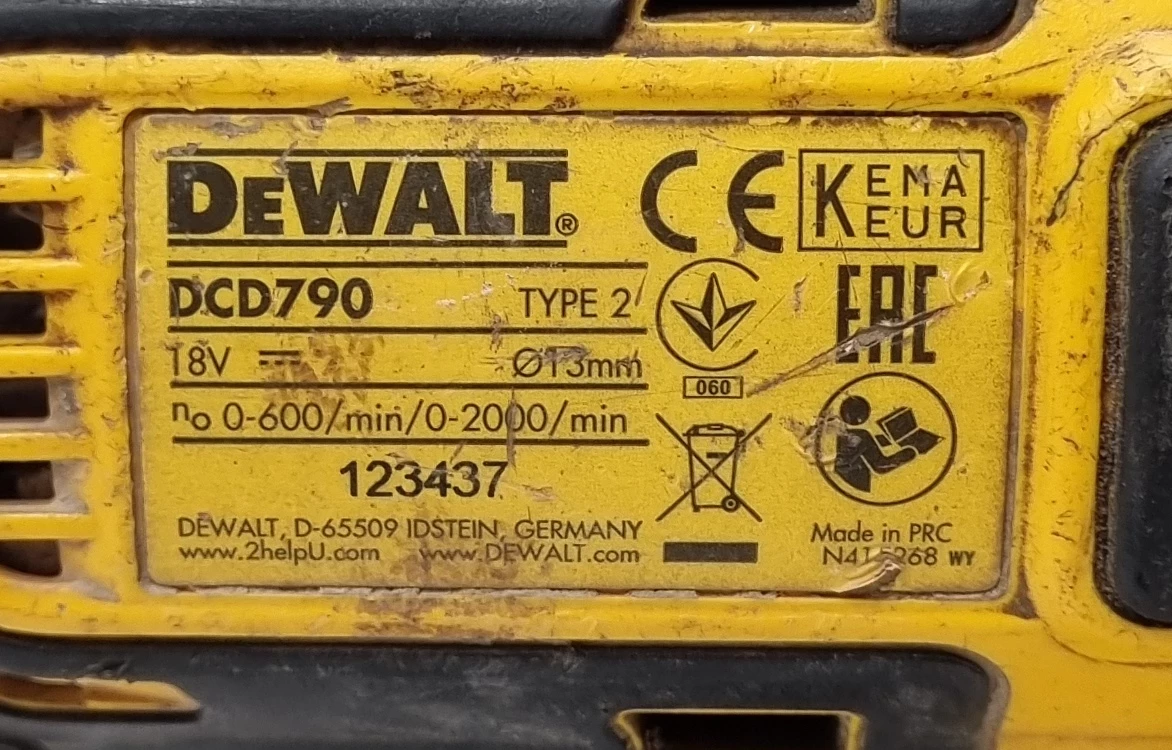 DEWALT®
DCD790 TYPE 2
18V ⎓ Ø13mm
n₀ 0-600/min/0-2000/min
123437
DEWALT, D-65509 IDSTEIN, GERMANY
www.2helpU.com www.DEWALT.com
CE
KEMA
KEUR
EAC
060
Made in PRC
WY